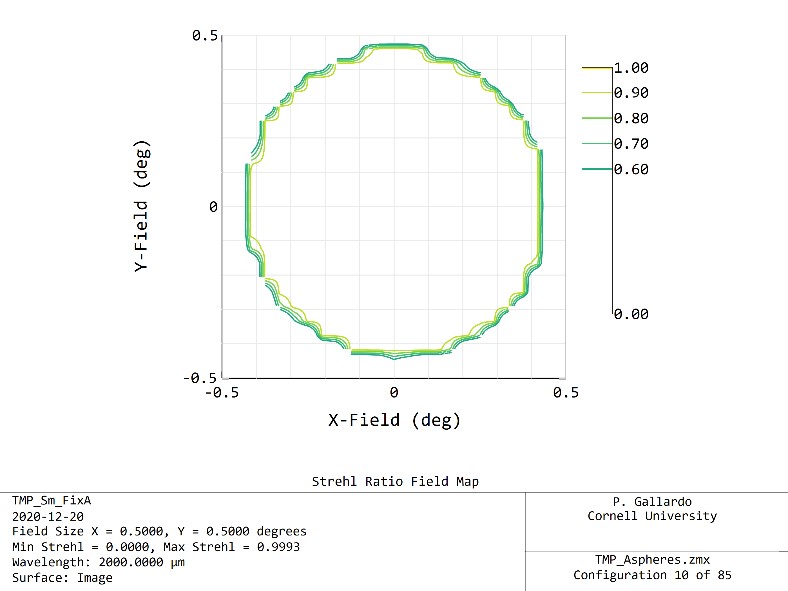 0.5
0
-0.5
-0.5
0
0.5
Y-Field (deg)
X-Field (deg)
1.00
0.90
0.80
0.70
0.60
0.00
Strehl Ratio Field Map
TMP_Sm_FixA
2020-12-20
Field Size X = 0.5000, Y = 0.5000 degrees
Min Strehl = 0.0000, Max Strehl = 0.9993
Wavelength: 2000.0000 µm
Surface: Image
P. Gallardo
Cornell University
TMP_Aspheres.zmx
Configuration 10 of 85